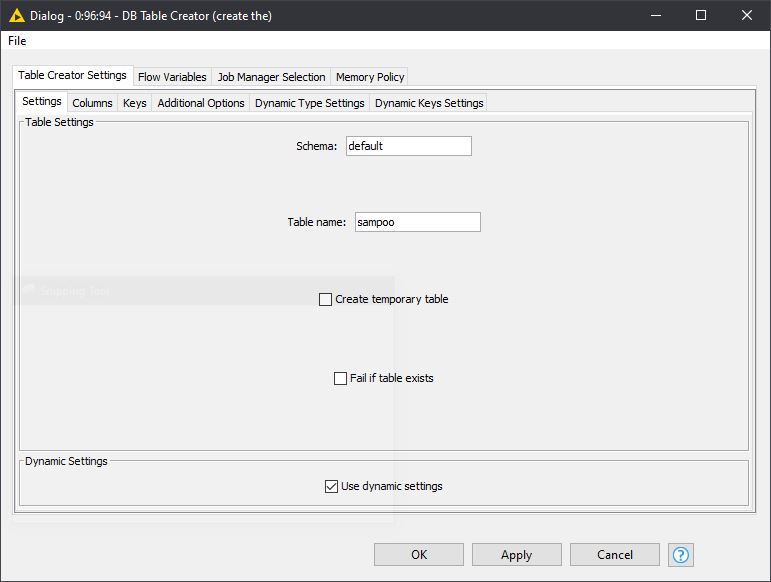 Dialog - 0:96:94 - DB Table Creator (create the)
File
Table Creator Settings Flow Variables Job Manager Selection Memory Policy
Settings Columns Keys Additional Options Dynamic Type Settings Dynamic Keys Settings
Table Settings
Schema: default
Table name: sampoo
Snipping Tool
Create temporary table
Fail if table exists
Dynamic Settings
Use dynamic settings
OK Apply Cancel ?